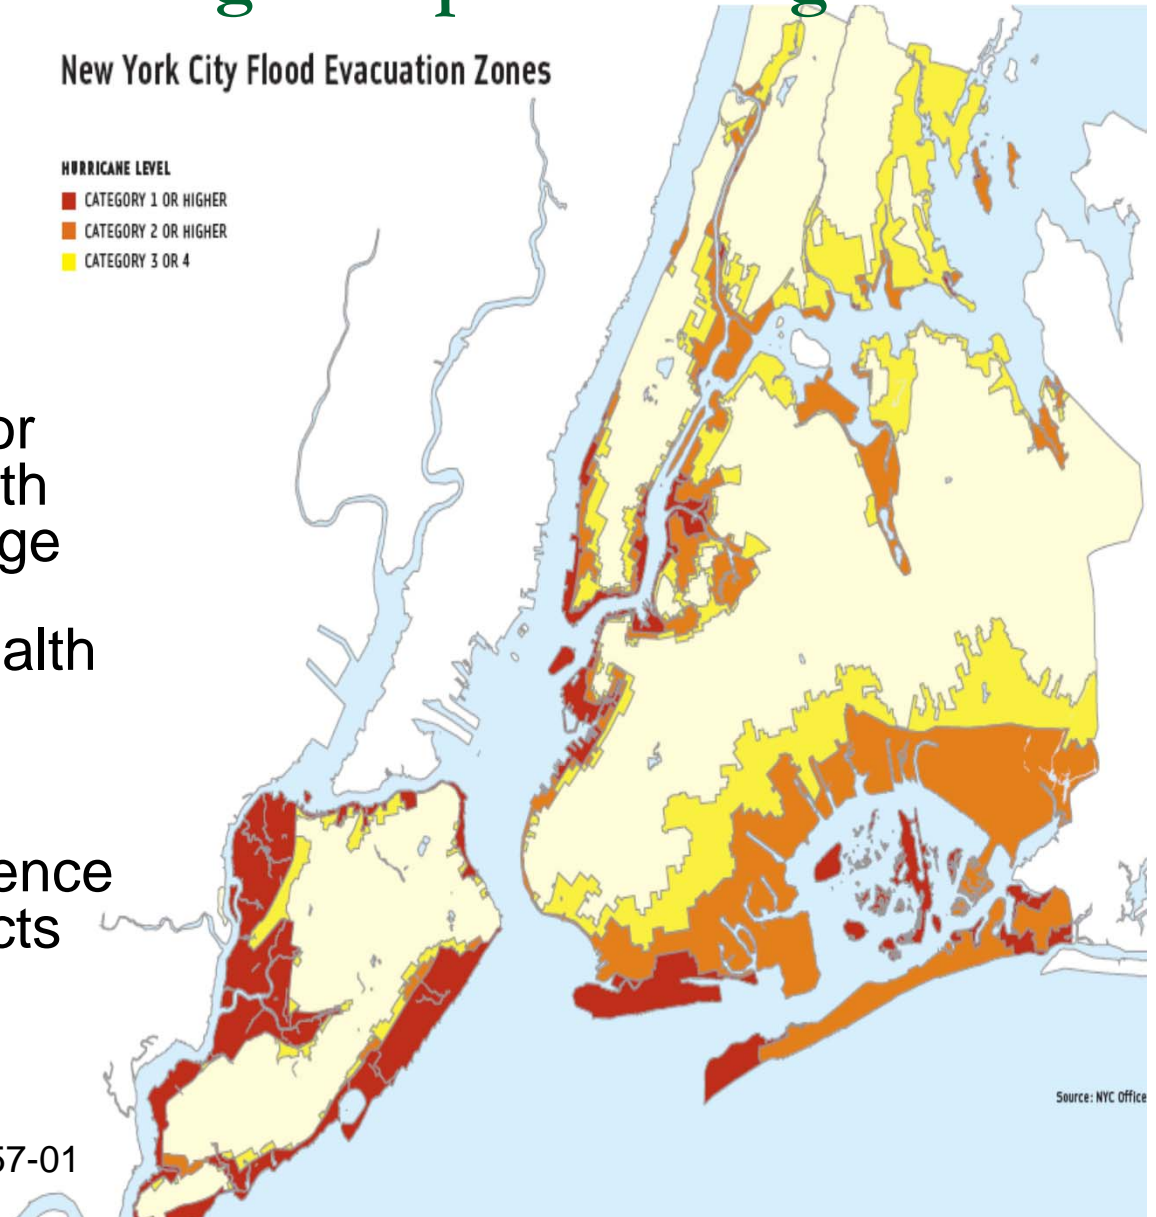 New York City Flood Evacuation Zones
HURRICANE LEVEL
CATEGORY 1 OR HIGHER
CATEGORY 2 OR HIGHER
CATEGORY 3 OR 4
or
th
ge
alth
ence
cts
Source: NYC Office
57-01